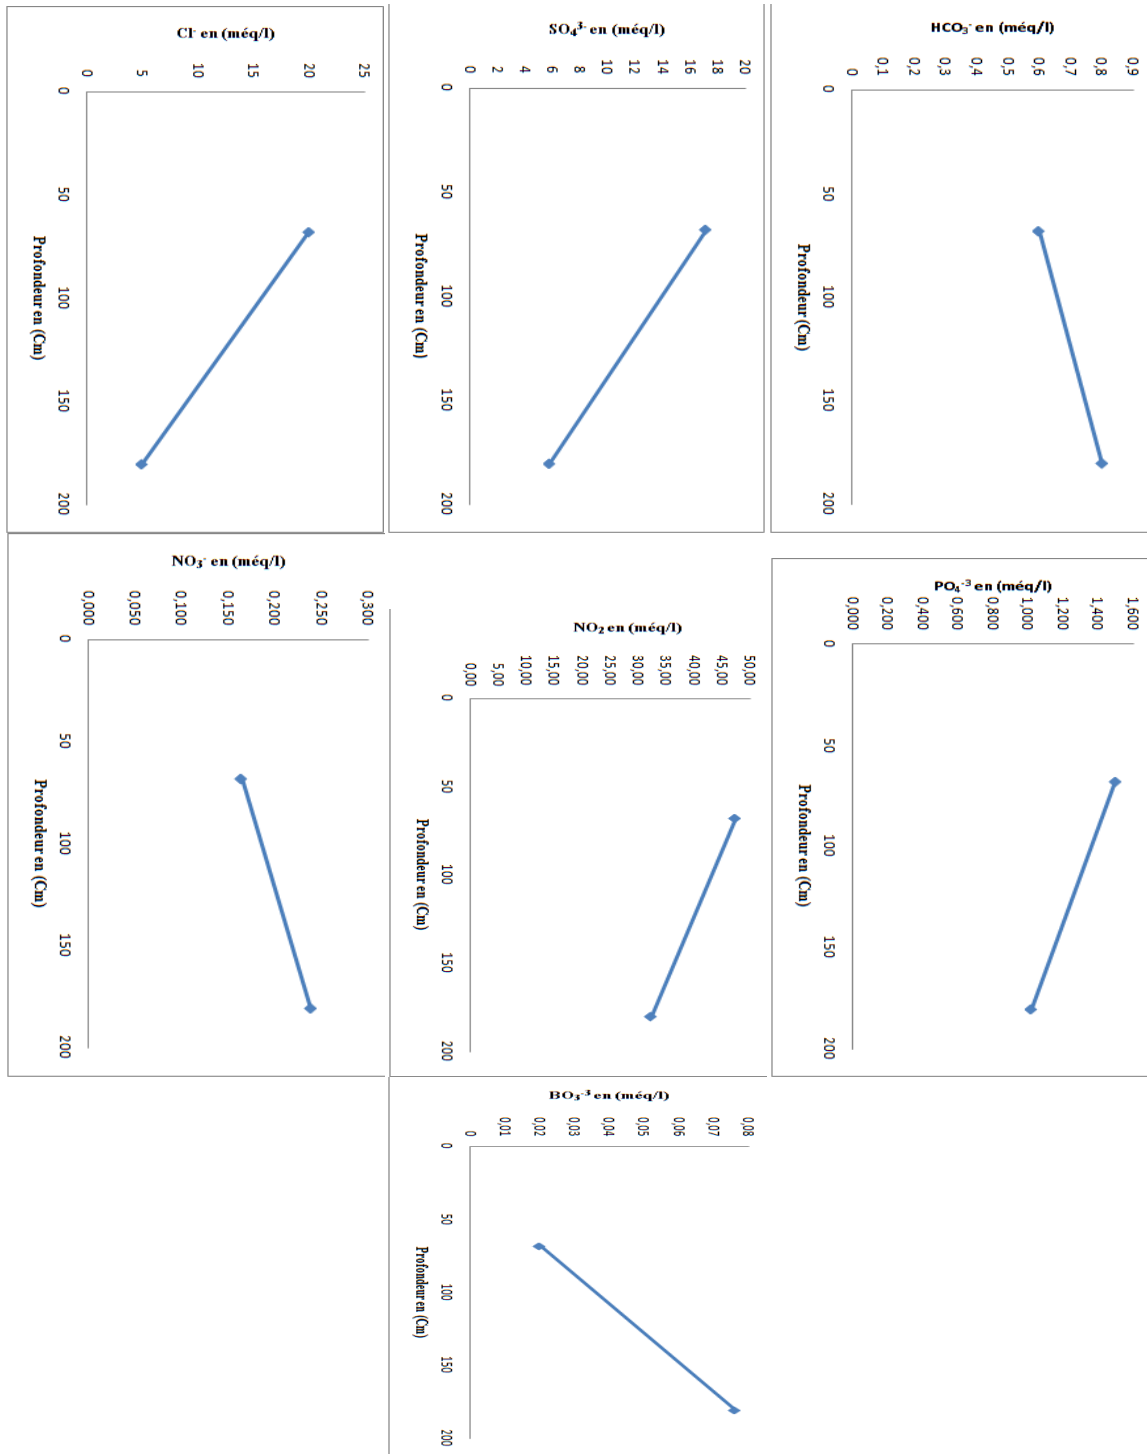 Cl⁻ en (méq/l)
0 5 10 15 20 25
0
50
100
150
200
Profondeur en (Cm)
SO₄³⁻ en (méq/l)
0 2 4 6 8 10 12 14 16 18 20
0
50
100
150
200
Profondeur en (Cm)
HCO₃⁻ en (méq/l)
0 0,1 0,2 0,3 0,4 0,5 0,6 0,7 0,8 0,9
0
50
100
150
200
Profondeur (Cm)
NO₃⁻ en (méq/l)
0,000 0,050 0,100 0,150 0,200 0,250 0,300
0
50
100
150
200
Profondeur en (Cm)
NO₂ en (méq/l)
0,00 5,00 10,00 15,00 20,00 25,00 30,00 35,00 40,00 45,00 50,00
0
50
100
150
200
Profondeur en (Cm)
PO₄⁻³ en (méq/l)
0,000 0,200 0,400 0,600 0,800 1,000 1,200 1,400 1,600
0
50
100
150
200
Profondeur en (Cm)
BO₃⁻³ en (méq/l)
0 0,01 0,02 0,03 0,04 0,05 0,06 0,07 0,08
0
50
100
150
200
Profondeur en (Cm)